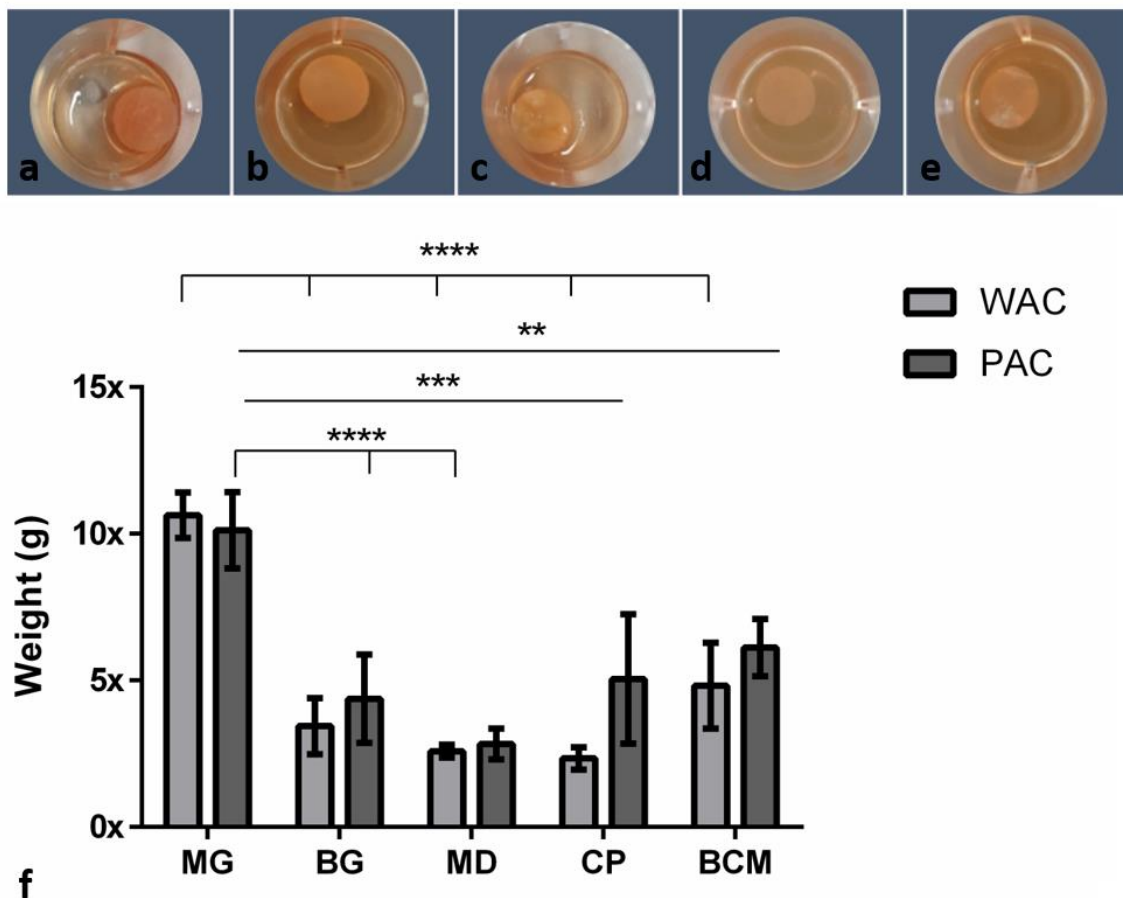 a b c d e
****
WAC
**
PAC
***
15x
****
10x
5x
0x
Weight (g)
MG BG MD CP BCM
f